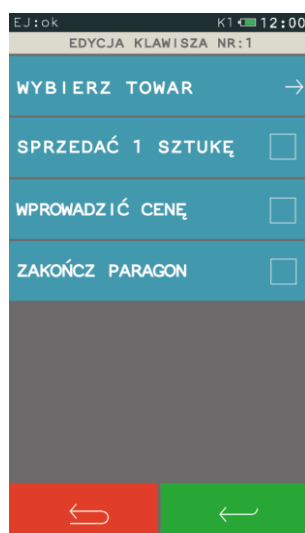 EJ:ok K1 12:00
EDYCJA KLAWISZA NR:1
WYBIERZ TOWAR
SPRZEDAĆ 1 SZTUKĘ
WPROWADZIĆ CENĘ
ZAKOŃCZ PARAGON